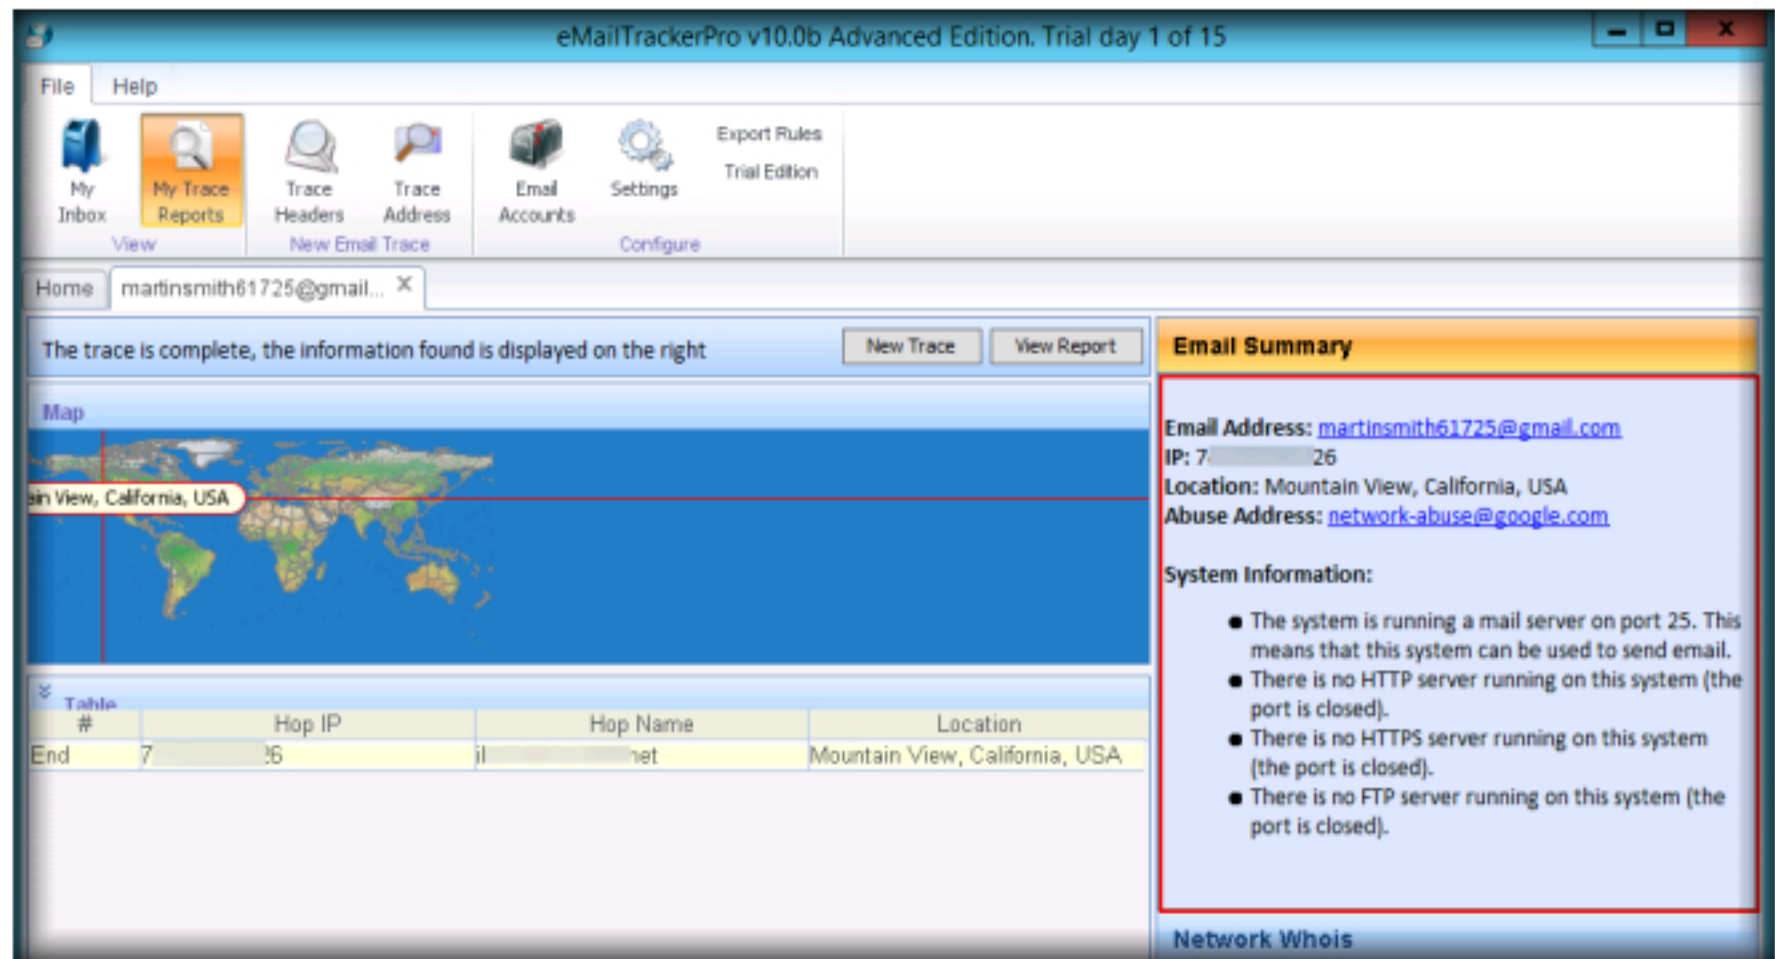 eMailTrackerPro v10.0b Advanced Edition. Trial day 1 of 15
File Help
My Inbox
My Trace Reports
Trace Headers
Trace Address
Email Accounts
Settings
Export Rules
Trial Edition
View
New Email Trace
Configure
Home
martinsmith61725@gmail... X
The trace is complete, the information found is displayed on the right
New Trace
View Report
Map
ain View, California, USA
Table
# Hop IP Hop Name Location
End 7 26 il net Mountain View, California, USA
Email Summary
Email Address: martinsmith61725@gmail.com
IP: 7 26
Location: Mountain View, California, USA
Abuse Address: network-abuse@google.com
System Information:
● The system is running a mail server on port 25. This
means that this system can be used to send email.
● There is no HTTP server running on this system (the
port is closed).
● There is no HTTPS server running on this system
(the port is closed).
● There is no FTP server running on this system (the
port is closed).
Network Whois